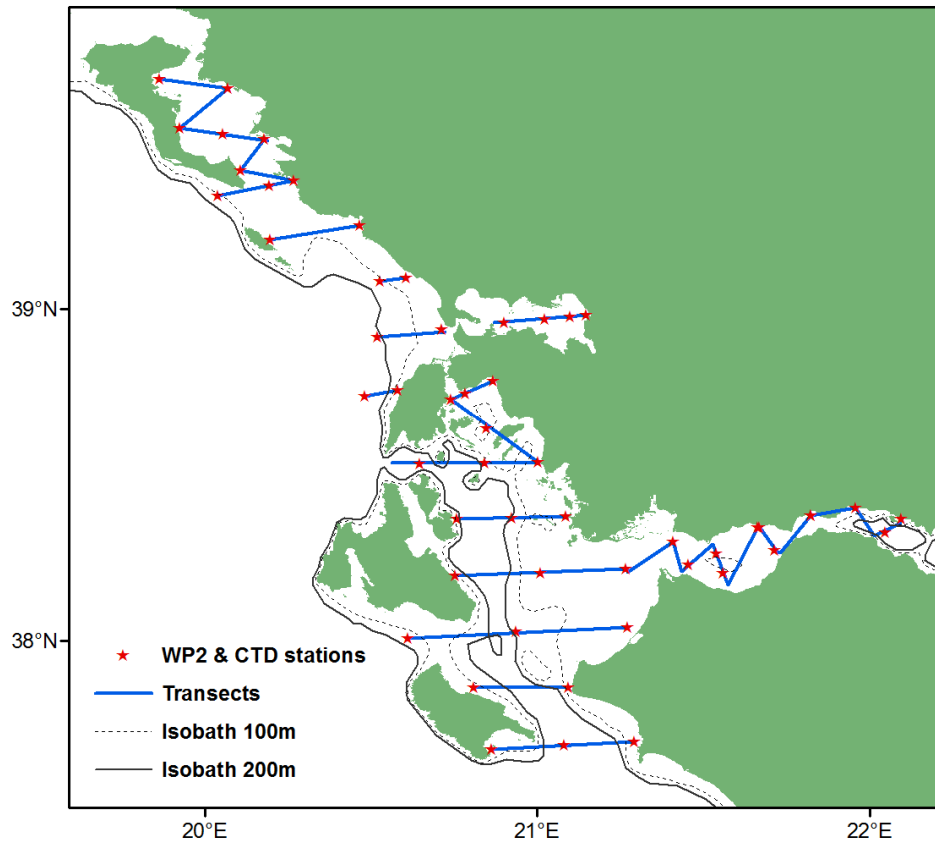 39°N
38°N
WP2 & CTD stations
Transects
Isobath 100m
Isobath 200m
20°E
21°E
22°E